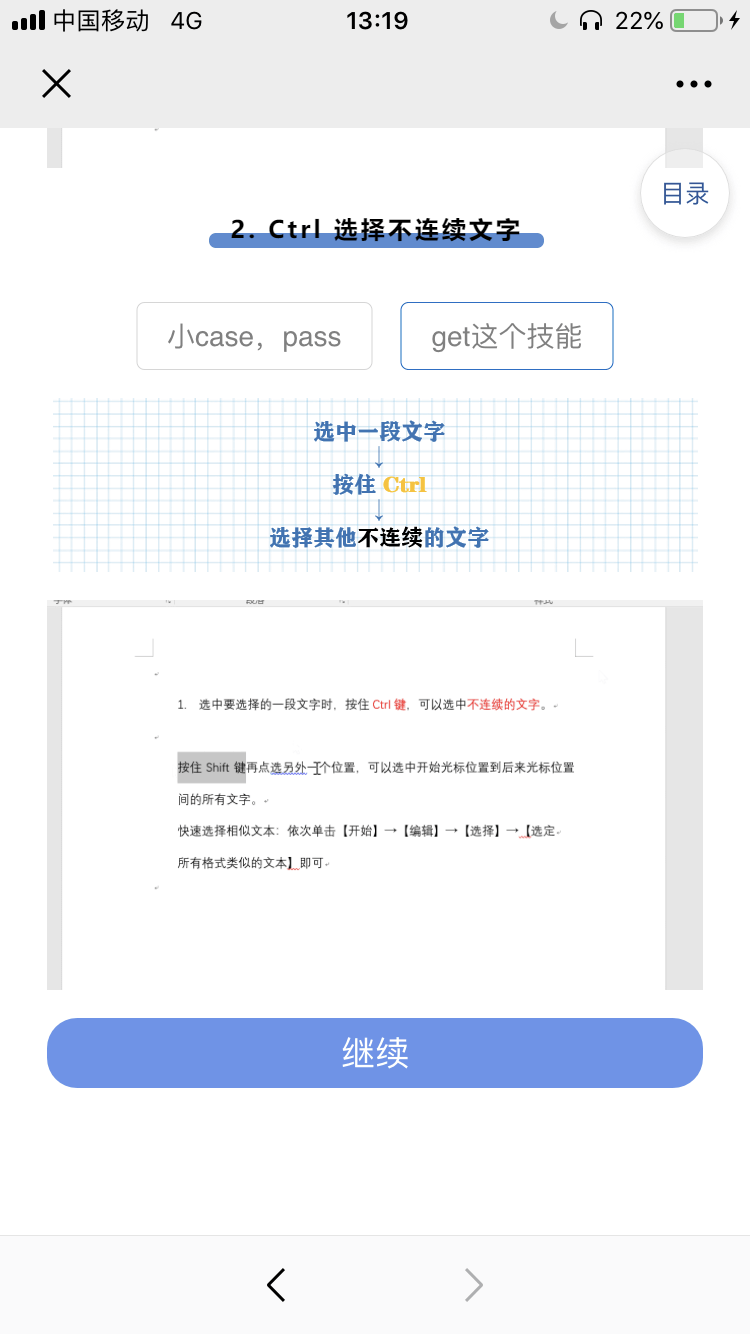 中国移动 4G 13:19 22%
目录
2. Ctrl 选择不连续文字
小case，pass
get这个技能
选中一段文字
↓
按住 Ctrl
↓
选择其他不连续的文字
字体 段落 样式
1. 选中要选择的一段文字时，按住 Ctrl 键，可以选中不连续的文字。
按住 Shift 键再点选另外一个位置，可以选中开始光标位置到后来光标位置
间的所有文字。
快速选择相似文本：依次单击【开始】→【编辑】→【选择】→【选定
所有格式类似的文本】即可
继续